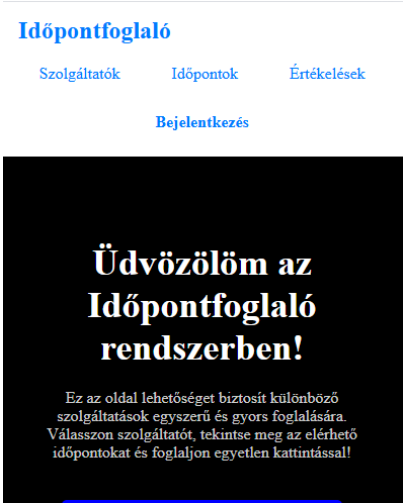 Időpontfoglaló
Szolgáltatók Időpontok Értékelések
Bejelentkezés
Üdvözölöm az
Időpontfoglaló
rendszerben!
Ez az oldal lehetőséget biztosít különböző
szolgáltatások egyszerű és gyors foglalására.
Válasszon szolgáltatót, tekintse meg az elérhető
időpontokat és foglaljon egyetlen kattintással!